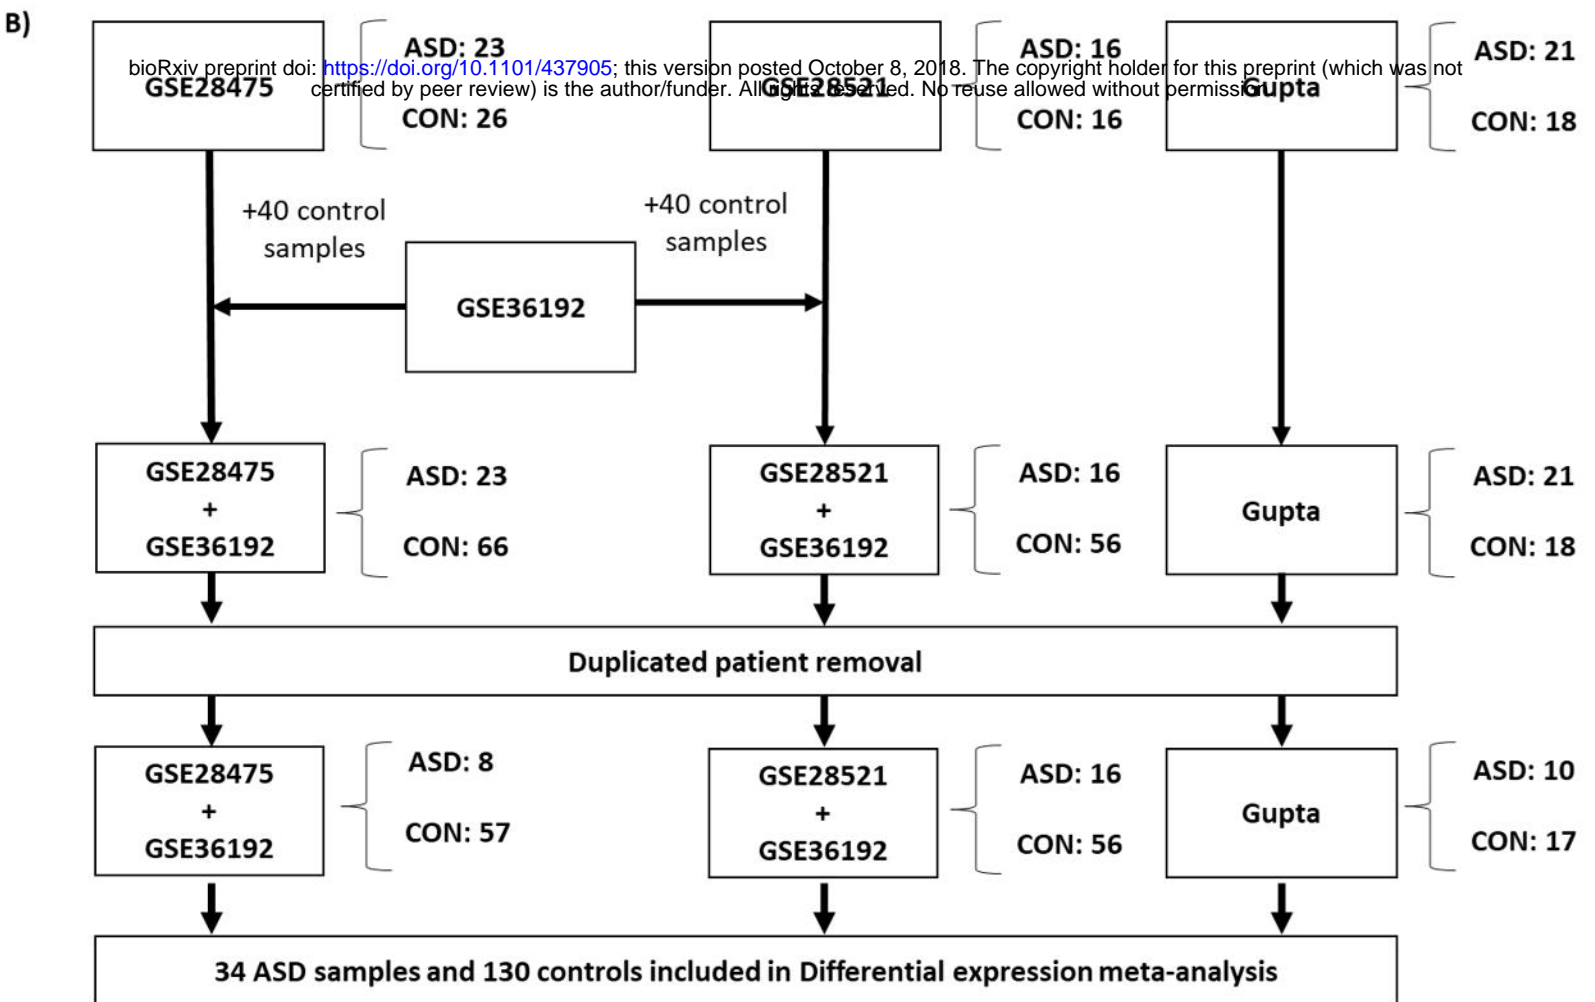 B)
ASD: 23
ASD: 16
ASD: 21
bioRxiv preprint doi: https://doi.org/10.1101/437905; this version posted October 8, 2018. The copyright holder for this preprint (which was not
certified by peer review) is the author/funder. All rights reserved. No reuse allowed without permission.
GSE28475
GSE28521
Gupta
CON: 26
CON: 16
CON: 18
+40 control
samples
+40 control
samples
GSE36192
GSE28475
+
GSE36192
ASD: 23
CON: 66
GSE28521
+
GSE36192
ASD: 16
CON: 56
Gupta
ASD: 21
CON: 18
Duplicated patient removal
GSE28475
+
GSE36192
ASD: 8
CON: 57
GSE28521
+
GSE36192
ASD: 16
CON: 56
Gupta
ASD: 10
CON: 17
34 ASD samples and 130 controls included in Differential expression meta-analysis